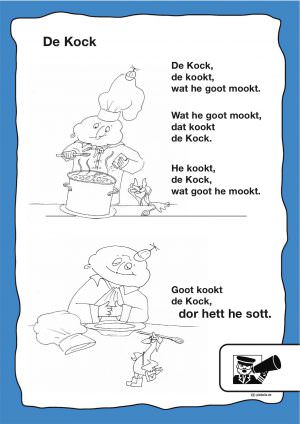 De Kock
De Kock,
de kookt,
wat he goot mookt.
Wat he goot mookt,
dat kookt
de Kock.
He kookt,
de Kock,
wat goot he mookt.
Goot kookt
de Kock,
dor hett he sott.